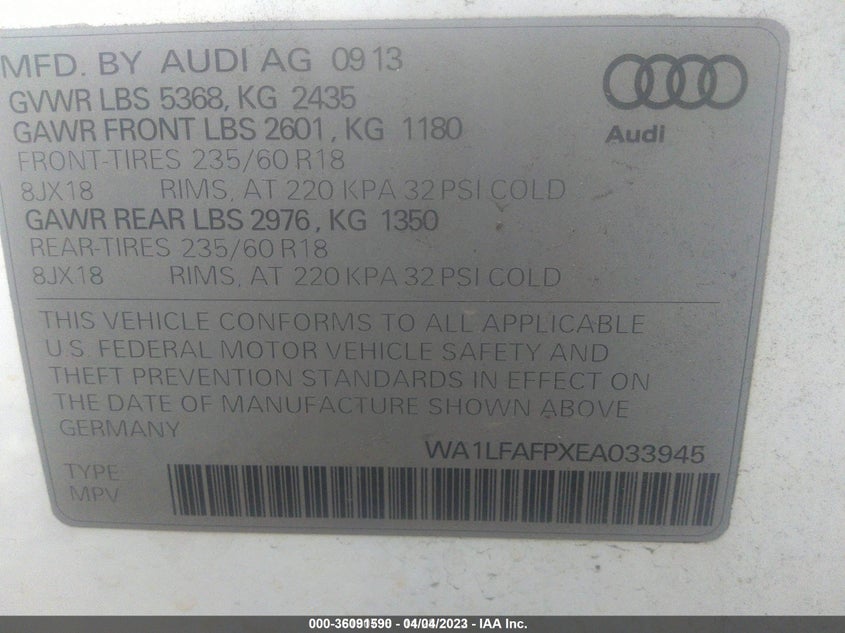 MFD. BY AUDI AG 09 13
GVWR LBS 5368, KG 2435
GAWR FRONT LBS 2601, KG 1180
FRONT-TIRES 235/60 R18
8JX18 RIMS, AT 220 KPA 32 PSI COLD
GAWR REAR LBS 2976, KG 1350
REAR-TIRES 235/60 R18
8JX18 RIMS, AT 220 KPA 32 PSI COLD
Audi
THIS VEHICLE CONFORMS TO ALL APPLICABLE
U.S. FEDERAL MOTOR VEHICLE SAFETY AND
THEFT PREVENTION STANDARDS IN EFFECT ON
THE DATE OF MANUFACTURE SHOWN ABOVE
GERMANY
WA1LFAFPXEA033945
TYPE
MPV
000-36091590 - 04/04/2023 - IAA Inc.